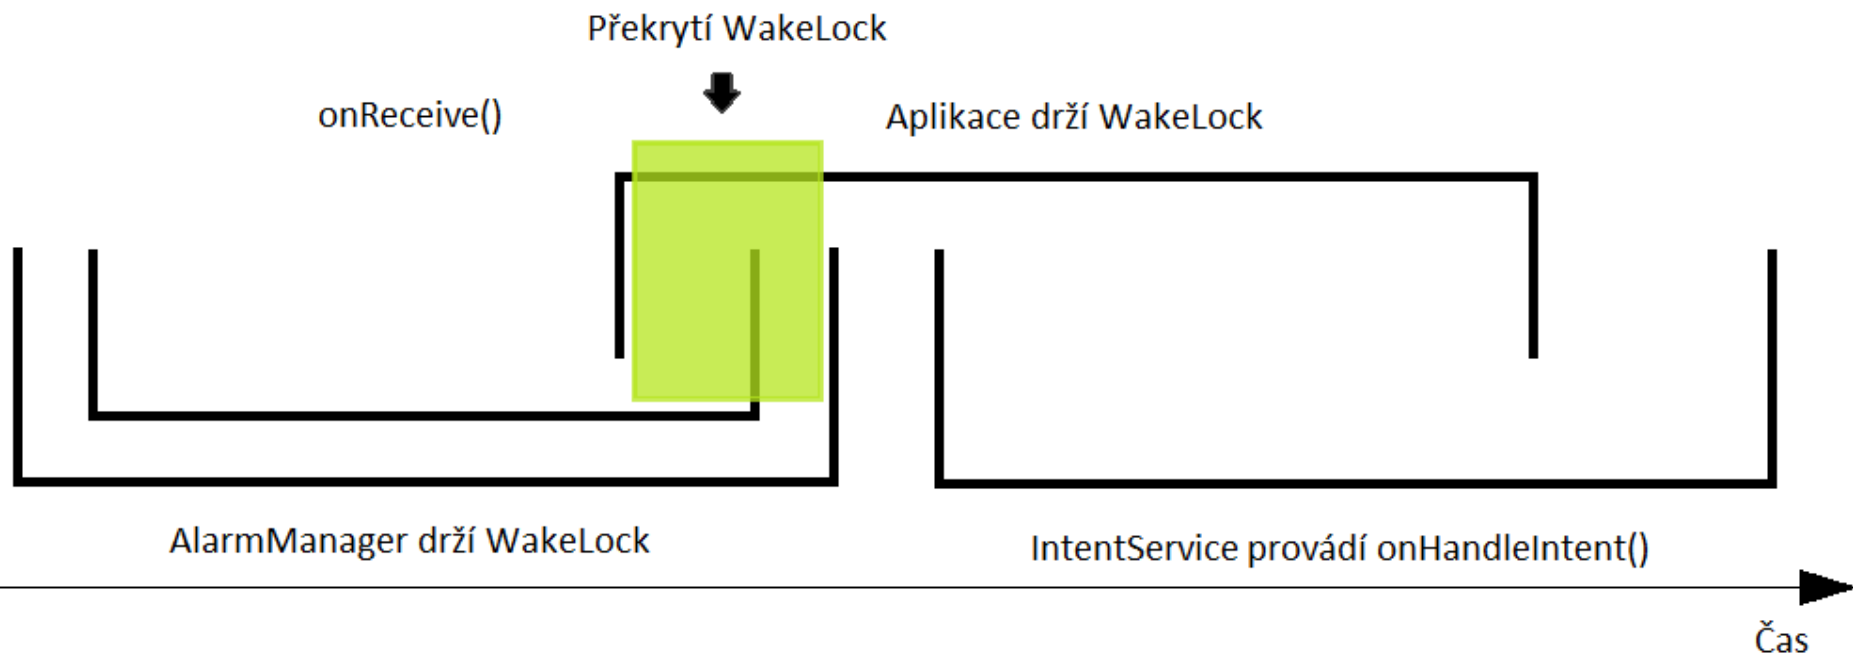 Překrytí WakeLock
onReceive()
Aplikace drží WakeLock
AlarmManager drží WakeLock
IntentService provádí onHandleIntent()
Čas